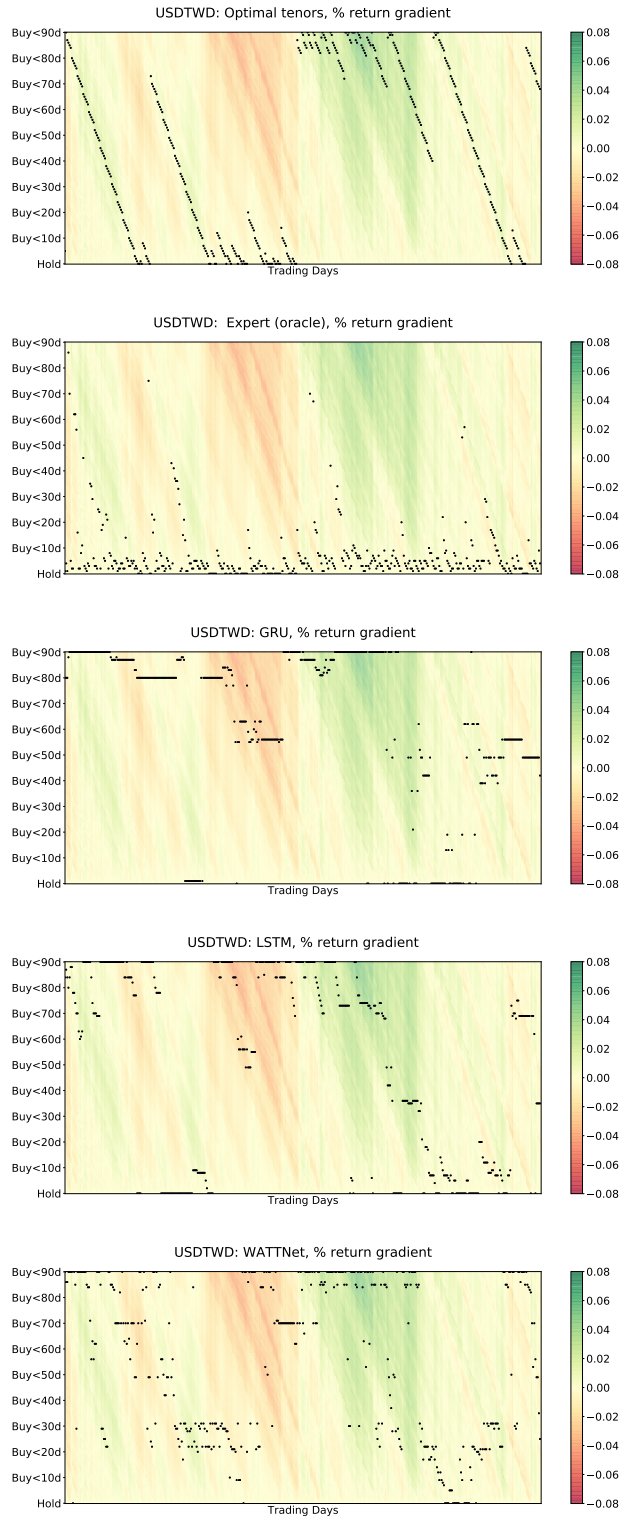 USDTWD: Optimal tenors, % return gradient
Buy<90d
Buy<80d
Buy<70d
Buy<60d
Buy<50d
Buy<40d
Buy<30d
Buy<20d
Buy<10d
Hold
Trading Days
0.08
0.06
0.04
0.02
0.00
−0.02
−0.04
−0.06
−0.08
USDTWD:  Expert (oracle), % return gradient
Buy<90d
Buy<80d
Buy<70d
Buy<60d
Buy<50d
Buy<40d
Buy<30d
Buy<20d
Buy<10d
Hold
0.08
0.06
0.04
0.02
0.00
−0.02
−0.04
−0.06
−0.08
USDTWD: GRU, % return gradient
Buy<90d
Buy<80d
Buy<70d
Buy<60d
Buy<50d
Buy<40d
Buy<30d
Buy<20d
Buy<10d
Hold
Trading Days
0.08
0.06
0.04
0.02
0.00
−0.02
−0.04
−0.06
−0.08
USDTWD: LSTM, % return gradient
Buy<90d
Buy<80d
Buy<70d
Buy<60d
Buy<50d
Buy<40d
Buy<30d
Buy<20d
Buy<10d
Hold
Trading Days
0.08
0.06
0.04
0.02
0.00
−0.02
−0.04
−0.06
−0.08
USDTWD: WATTNet, % return gradient
Buy<90d
Buy<80d
Buy<70d
Buy<60d
Buy<50d
Buy<40d
Buy<30d
Buy<20d
Buy<10d
Hold
Trading Days
0.08
0.06
0.04
0.02
0.00
−0.02
−0.04
−0.06
−0.08